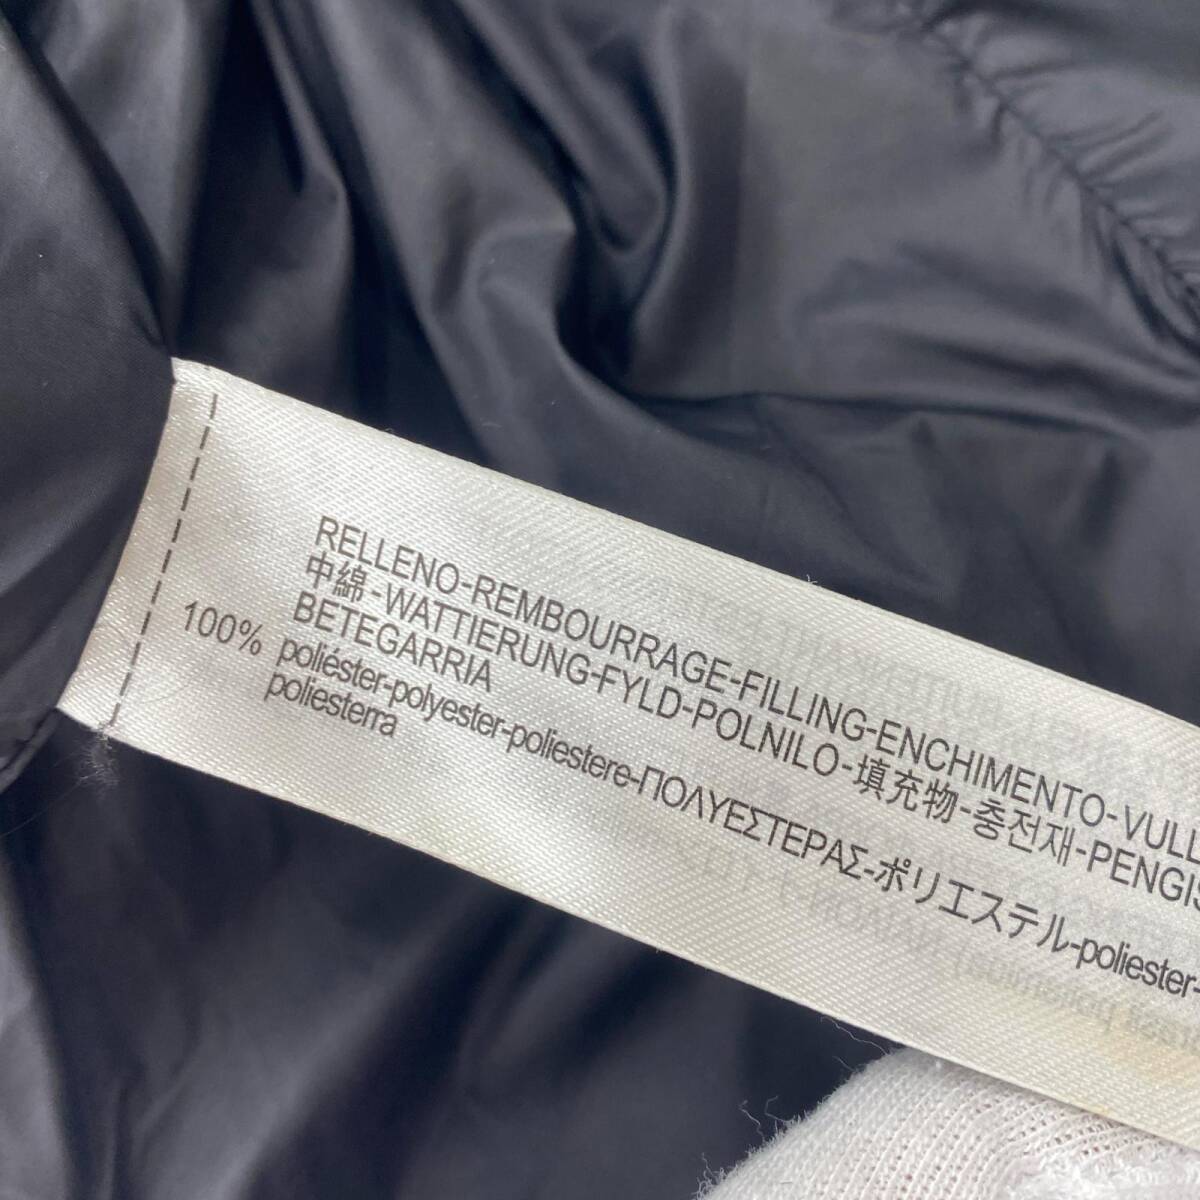 RELLENO-REMBOURRAGE-FILLING-ENCHIMENTO-VULL
中綿-WATTIERUNG-FYLD-POLNILO-填充物-충전재-PENGIS
BETEGARRIA
100% poliéster-polyester-poliestere-ΠΟΛΥΕΣΤΕΡΑΣ-ポリエステル-poliester-
poliesterra